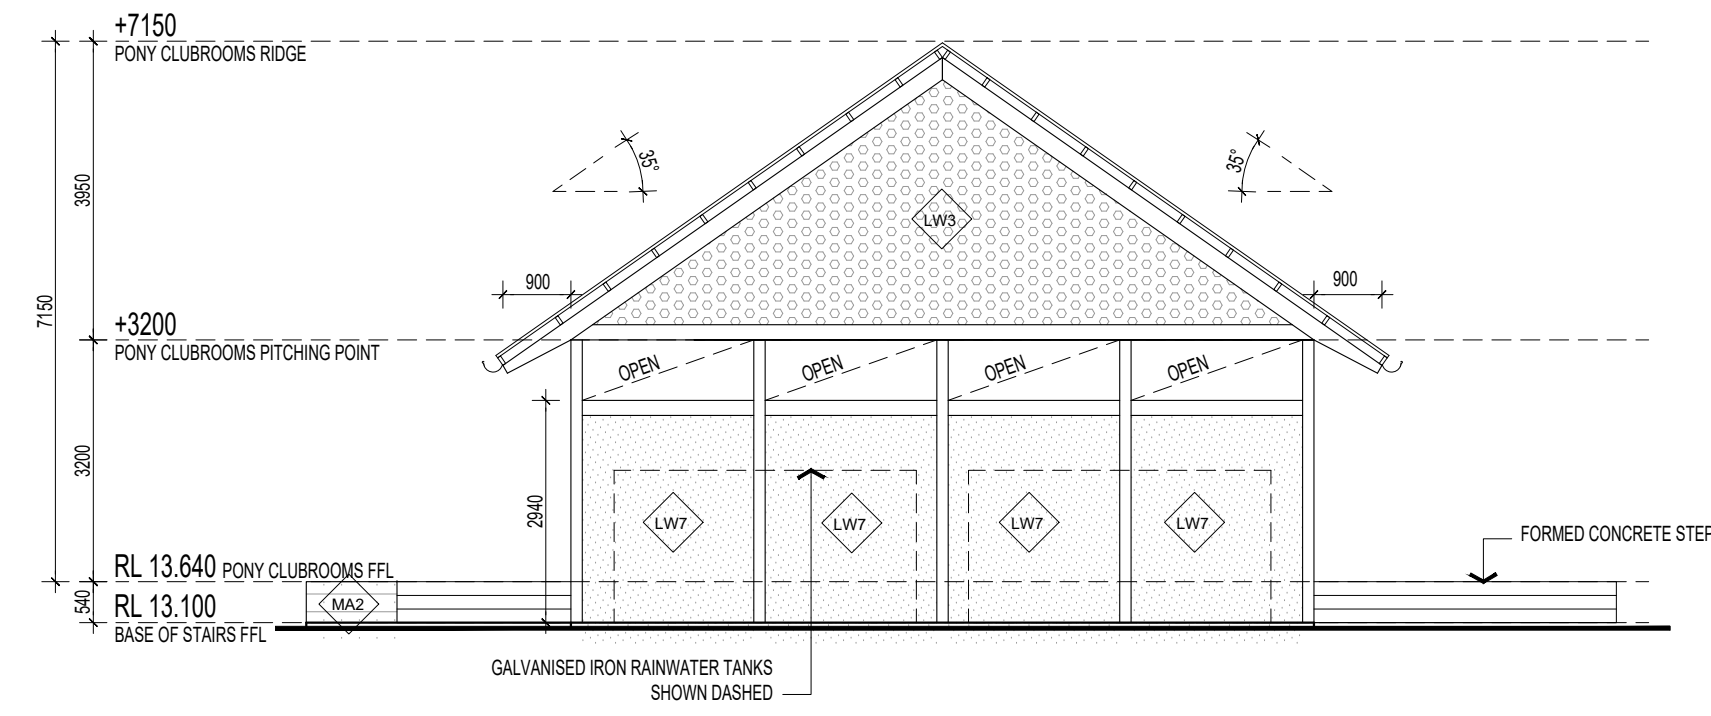 +7150
PONY CLUBROOMS RIDGE
7150
3950
35°
35°
LW3
900
900
+3200
PONY CLUBROOMS PITCHING POINT
OPEN
OPEN
OPEN
OPEN
3200
2940
LW7
LW7
LW7
LW7
FORMED CONCRETE STEP
RL 13.640 PONY CLUBROOMS FFL
540
MA2
RL 13.100
BASE OF STAIRS FFL
GALVANISED IRON RAINWATER TANKS
SHOWN DASHED